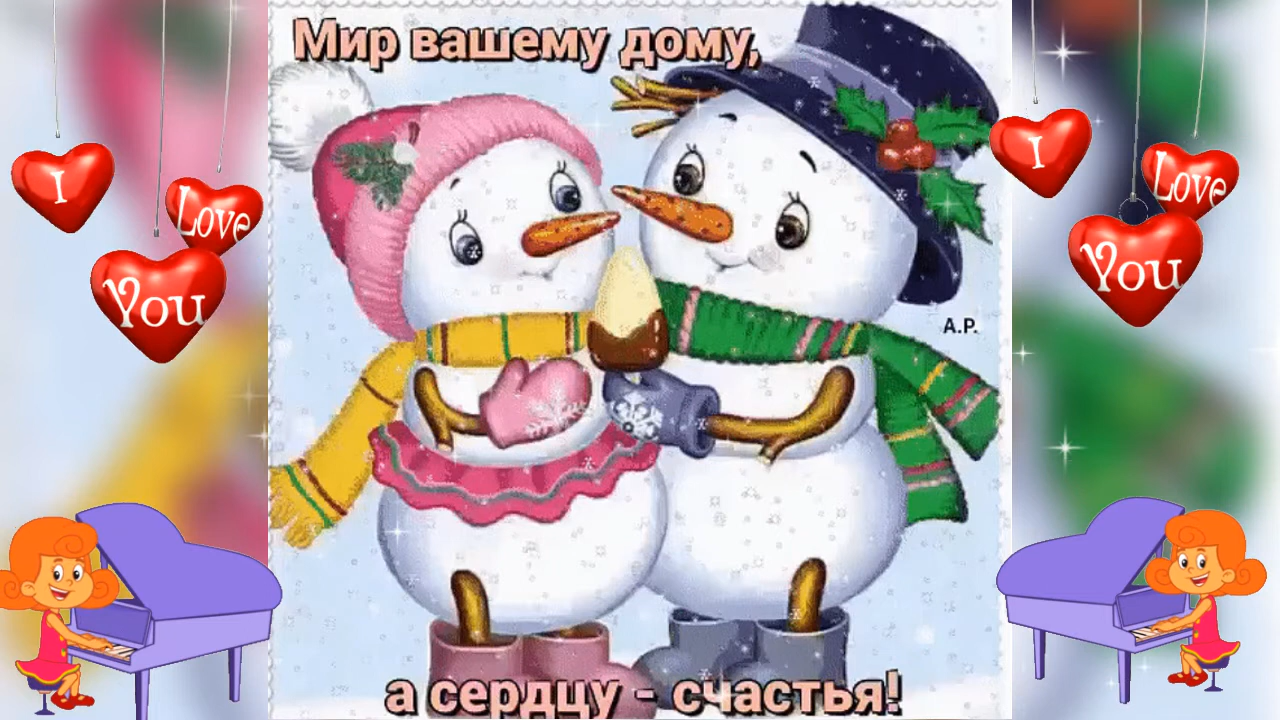 Мир вашему дому,
I
Love
You
I
Love
You
А.Р.
а сердцу - счастья!